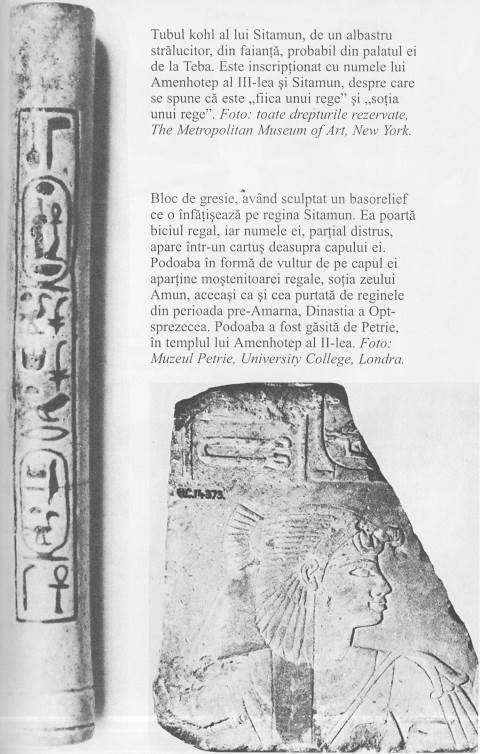 Tubul kohl al lui Sitamun, de un albastru
strălucitor, din faianță, probabil din palatul ei
de la Teba. Este inscripționat cu numele lui
Amenhotep al III-lea și Sitamun, despre care
se spune că este „fiica unui rege” și „soția
unui rege”. Foto: toate drepturile rezervate,
The Metropolitan Museum of Art, New York.
Bloc de gresie, având sculptat un basorelief
ce o înfățișează pe regina Sitamun. Ea poartă
biciul regal, iar numele ei, parțial distrus,
apare într-un cartuș deasupra capului ei.
Podoaba în formă de vultur de pe capul ei
aparține moștenitoarei regale, soția zeului
Amun, aceeași ca și cea purtată de reginele
din perioada pre-Amarna, Dinastia a Opt-
sprezecea. Podoaba a fost găsită de Petrie,
în templul lui Amenhotep al II-lea. Foto:
Muzeul Petrie, University College, Londra.
U.C.14373.